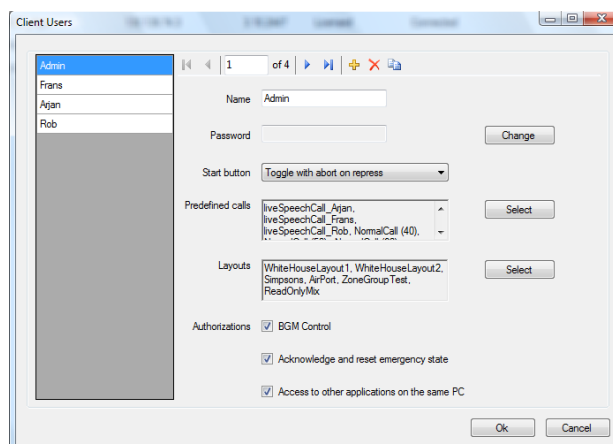 Client Users
Admin
Frans
Arjan
Rob
1 of 4
Name Admin
Password Change
Start button Toggle with abort on repress
Predefined calls liveSpeechCall_Arjan, Select
liveSpeechCall_Frans,
liveSpeechCall_Rob, NormalCall (40),
Layouts WhiteHouseLayout1, WhiteHouseLayout2, Select
Simpsons, AirPort, ZoneGroupTest,
ReadOnlyMix
Authorizations BGM Control
Acknowledge and reset emergency state
Access to other applications on the same PC
Ok Cancel